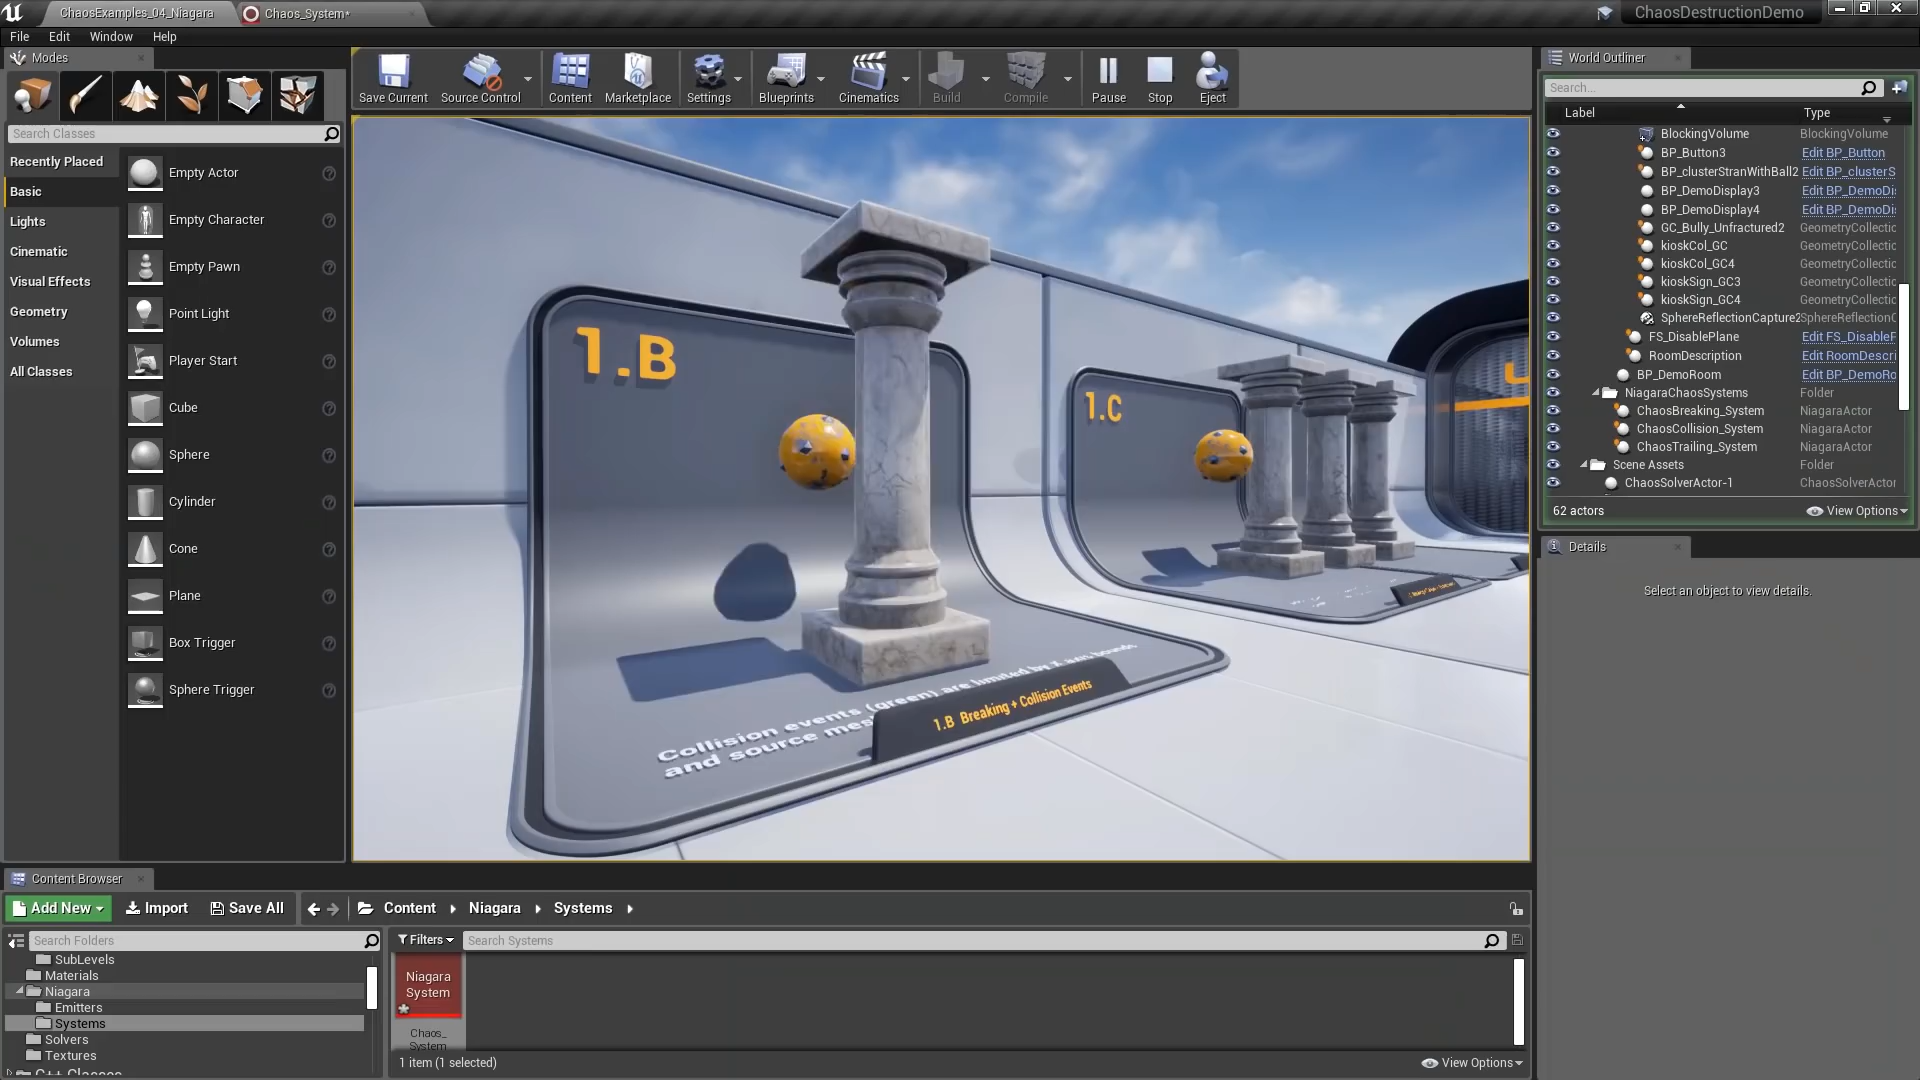 ChaosExamples_04_Niagara
Chaos_System*
ChaosDestructionDemo
File Edit Window Help
Modes
Search Classes
Recently Placed
Basic
Lights
Cinematic
Visual Effects
Geometry
Volumes
All Classes
Empty Actor
Empty Character
Empty Pawn
Point Light
Player Start
Cube
Sphere
Cylinder
Cone
Plane
Box Trigger
Sphere Trigger
Save Current
Source Control
Content
Marketplace
Settings
Blueprints
Cinematics
Build
Compile
Pause
Stop
Eject
1.B
1.C
Collision events (green) are limited by
and source mes
1.B Breaking + Collision Events
World Outliner
Search...
Label Type
BlockingVolume BlockingVolume
BP_Button3 Edit BP_Button
BP_clusterStranWithBall2 Edit BP_clusterS
BP_DemoDisplay3 Edit BP_DemoDi
BP_DemoDisplay4 Edit BP_DemoDi
GC_Bully_Unfractured2 GeometryCollectic
kioskCol_GC GeometryCollectic
kioskCol_GC4 GeometryCollectic
kioskSign_GC3 GeometryCollectic
kioskSign_GC4 GeometryCollectic
SphereReflectionCapture2 SphereReflectionC
FS_DisablePlane Edit FS_DisableF
RoomDescription Edit RoomDescri
BP_DemoRoom Edit BP_DemoRo
NiagaraChaosSystems Folder
ChaosBreaking_System NiagaraActor
ChaosCollision_System NiagaraActor
ChaosTrailing_System NiagaraActor
Scene Assets Folder
ChaosSolverActor-1 ChaosSolverActor
62 actors
View Options
Details
Select an object to view details.
Content Browser
Add New
Import
Save All
Content
Niagara
Systems
Search Folders
SubLevels
Materials
Niagara
Emitters
Systems
Solvers
Textures
C++ Classes
Filters
Search Systems
Niagara
System
Chaos_
System
1 item (1 selected)
View Options